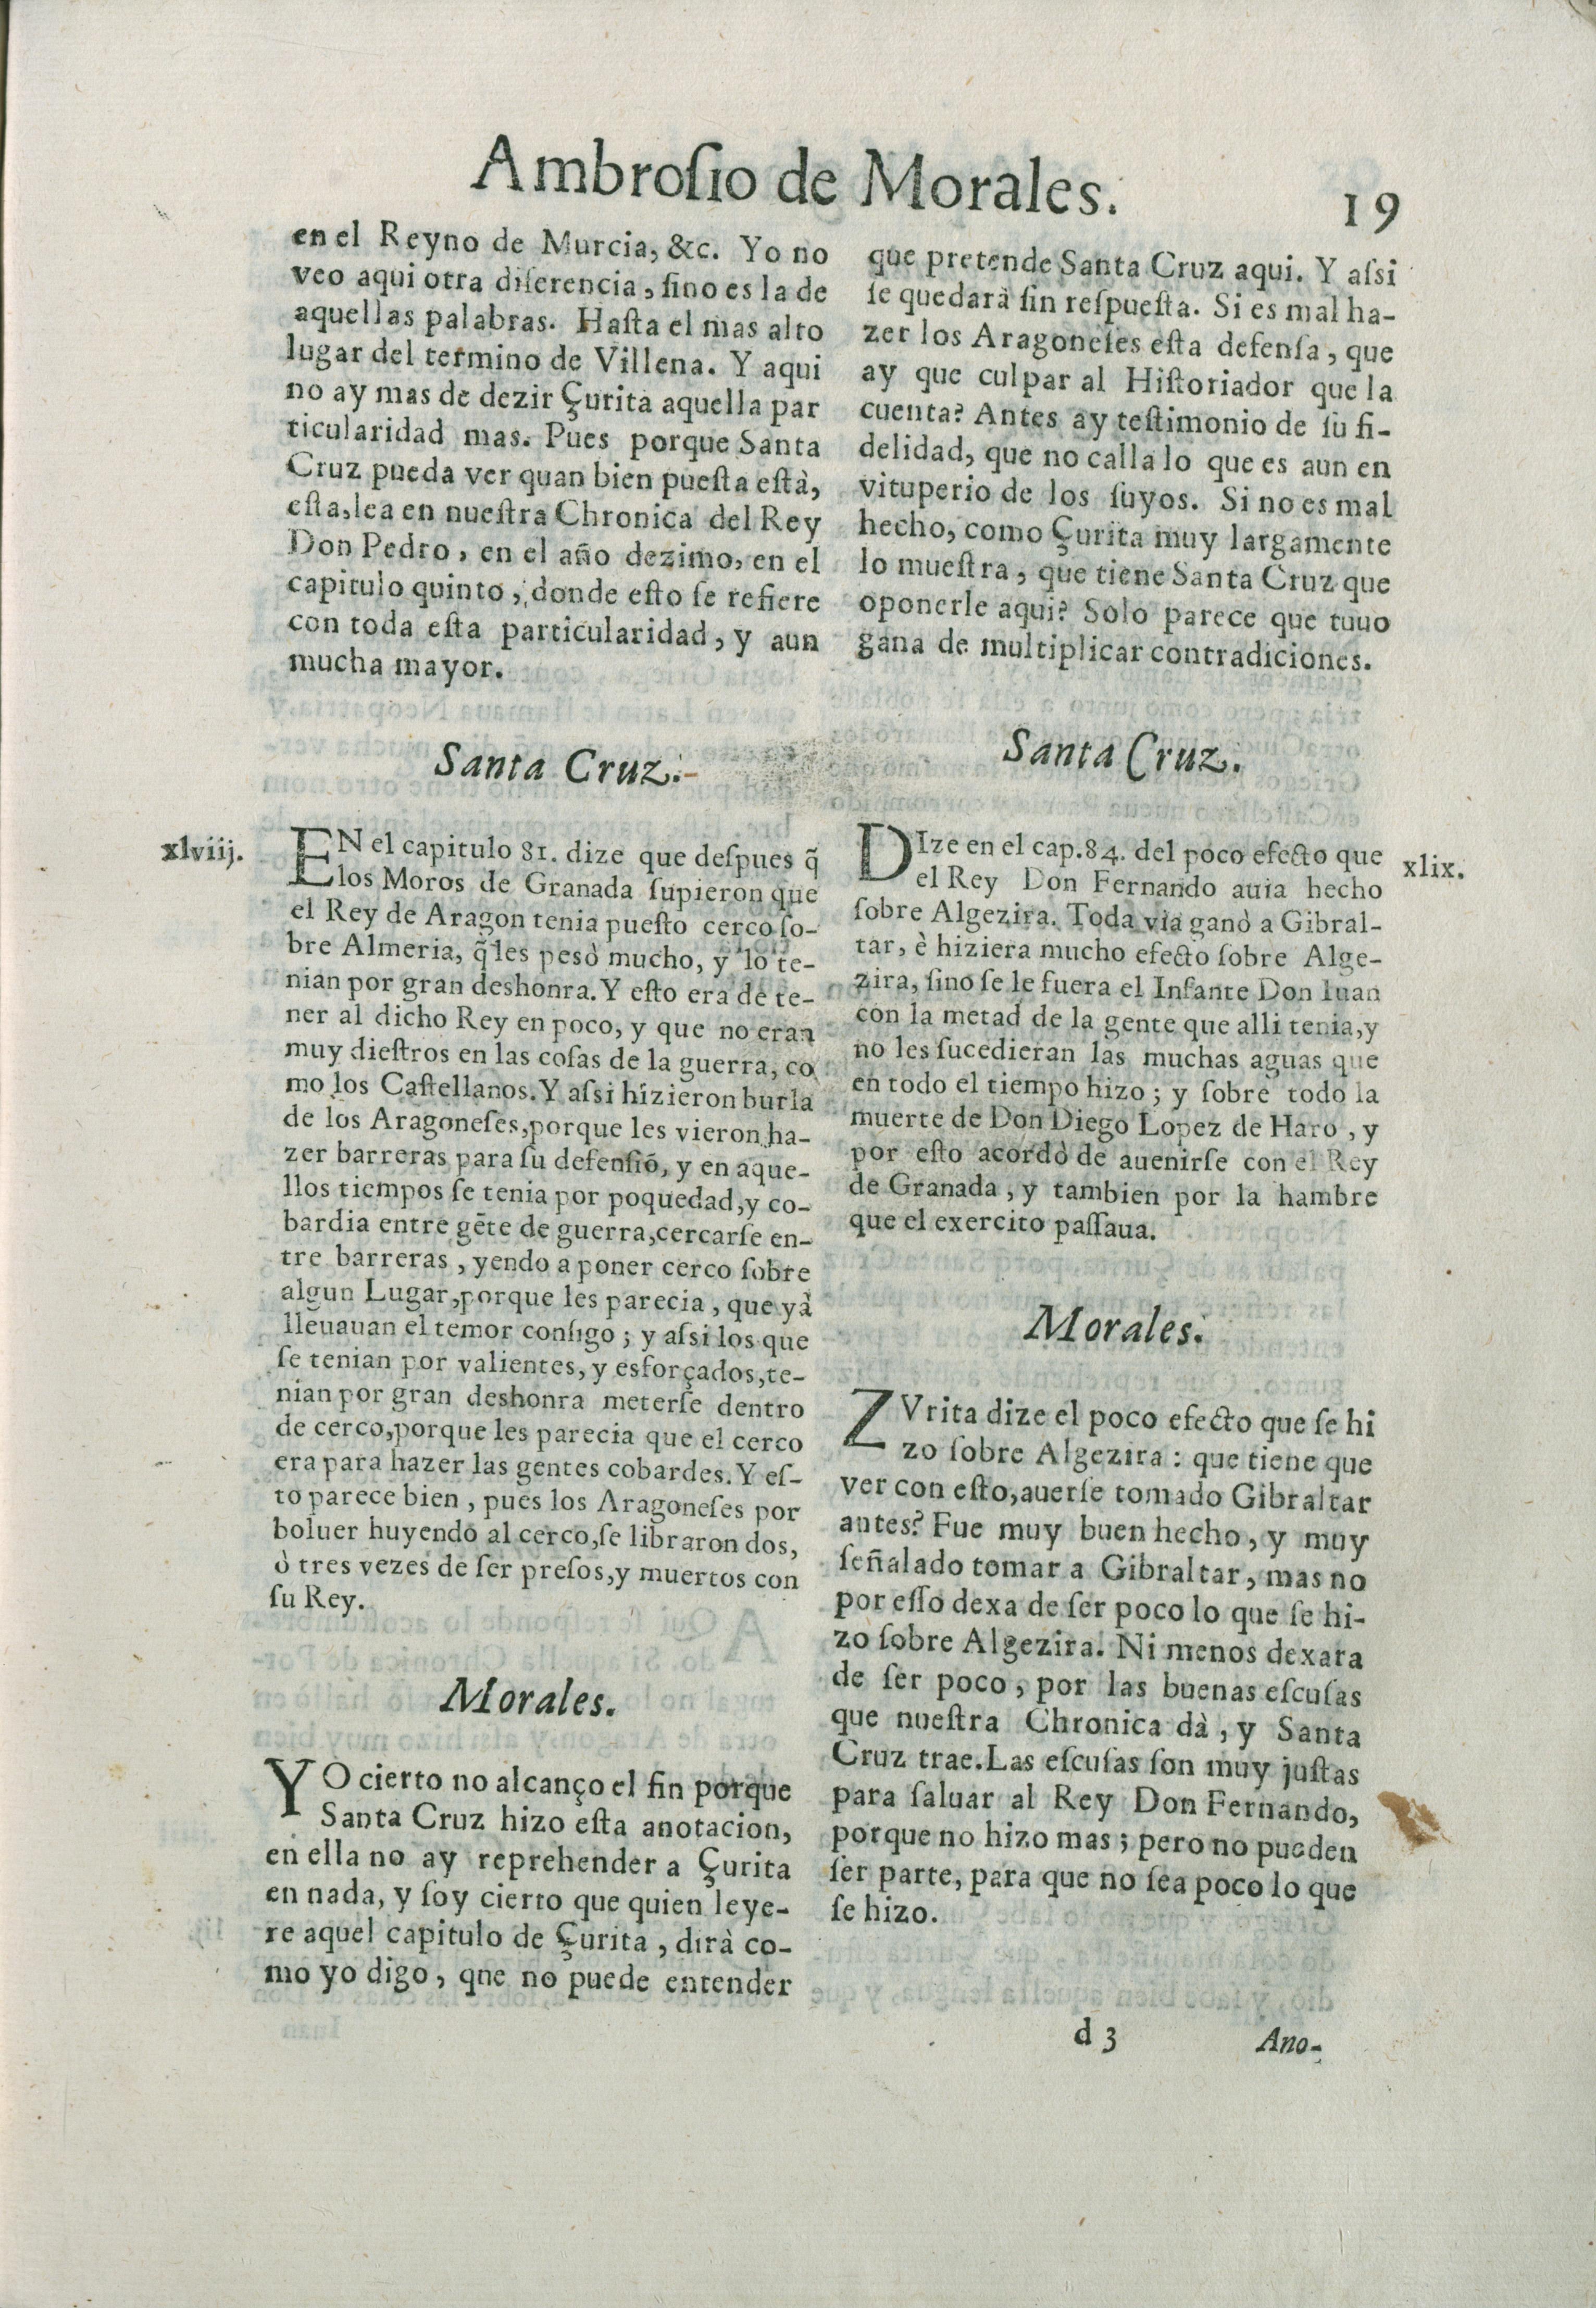 Ambroſio de Morales.
19
en el Reyno de Murcia, &c. Yo no
veo aqui otra diferencia, ſino es la de
aquellas palabras. Haſta el mas alto
lugar del termino de Villena. Y aqui
no ay mas de dezir Çurita aquella par
ticularidad mas. Pues porque Santa
Cruz pueda ver quan bien pueſta eſtà,
eſta, lea en nueſtra Chronica del Rey
Don Pedro, en el año dezimo, en el
capitulo quinto, donde eſto ſe refiere
con toda eſta particularidad, y aun
mucha mayor.
Santa Cruz.
xlviij.
EN el capitulo 81. dize que deſpues q̃
los Moros de Granada ſupieron que
el Rey de Aragon tenia pueſto cerco ſo-
bre Almeria, q̃ les pesò mucho, y lo te-
nian por gran deshonra. Y eſto era de te-
ner al dicho Rey en poco, y que no eran
muy dieſtros en las coſas de la guerra, co
mo los Caſtellanos. Y aſsi hizieron burla
de los Aragoneſes, porque les vieron ha-
zer barreras para ſu defenſiõ, y en aque-
llos tiempos ſe tenia por poquedad, y co-
bardia entre gẽte de guerra, cercarſe en-
tre barreras, yendo a poner cerco ſobre
algun Lugar, porque les parecia, que yà
lleuauan el temor conſigo; y aſsi los que
ſe tenian por valientes, y esforçados, te-
nian por gran deshonra meterſe dentro
de cerco, porque les parecia que el cerco
era para hazer las gentes cobardes. Y eſ-
to parece bien, pues los Aragoneſes por
boluer huyendo al cerco, ſe libraron dos,
ò tres vezes de ſer preſos, y muertos con
ſu Rey.
Morales.
YO cierto no alcanço el fin porque
Santa Cruz hizo eſta anotacion,
en ella no ay reprehender a Çurita
en nada, y ſoy cierto que quien leye-
re aquel capitulo de Çurita, dirà co-
mo yo digo, qne no puede entender
que pretende Santa Cruz aqui. Y aſsi
ſe quedarà ſin reſpueſta. Si es mal ha-
zer los Aragoneſes eſta defenſa, que
ay que culpar al Hiſtoriador que la
cuenta? Antes ay teſtimonio de ſu fi-
delidad, que no calla lo que es aun en
vituperio de los ſuyos. Si no es mal
hecho, como Çurita muy largamente
lo mueſtra, que tiene Santa Cruz que
oponerle aqui? Solo parece que tuuo
gana de multiplicar contradiciones.
Santa Cruz.
DIze en el cap. 84. del poco efecto que
xlix.
el Rey Don Fernando auia hecho
ſobre Algezira. Toda via ganò a Gibral-
tar, è hiziera mucho efecto ſobre Alge-
zira, ſino ſe le fuera el Infante Don Iuan
con la metad de la gente que alli tenia, y
no les ſucedieran las muchas aguas que
en todo el tiempo hizo; y ſobre todo la
muerte de Don Diego Lopez de Haro, y
por eſto acordò de auenirſe con el Rey
de Granada, y tambien por la hambre
que el exercito paſſaua.
Morales.
ZVrita dize el poco efecto que ſe hi
zo ſobre Algezira: que tiene que
ver con eſto, auerſe tomado Gibraltar
antes? Fue muy buen hecho, y muy
ſeñalado tomar a Gibraltar, mas no
por eſſo dexa de ſer poco lo que ſe hi-
zo ſobre Algezira. Ni menos dexara
de ſer poco, por las buenas eſcuſas
que nueſtra Chronica dà, y Santa
Cruz trae. Las eſcuſas ſon muy juſtas
para ſaluar al Rey Don Fernando,
porque no hizo mas; pero no pueden
ſer parte, para que no ſea poco lo que
ſe hizo.
d 3
Ano-